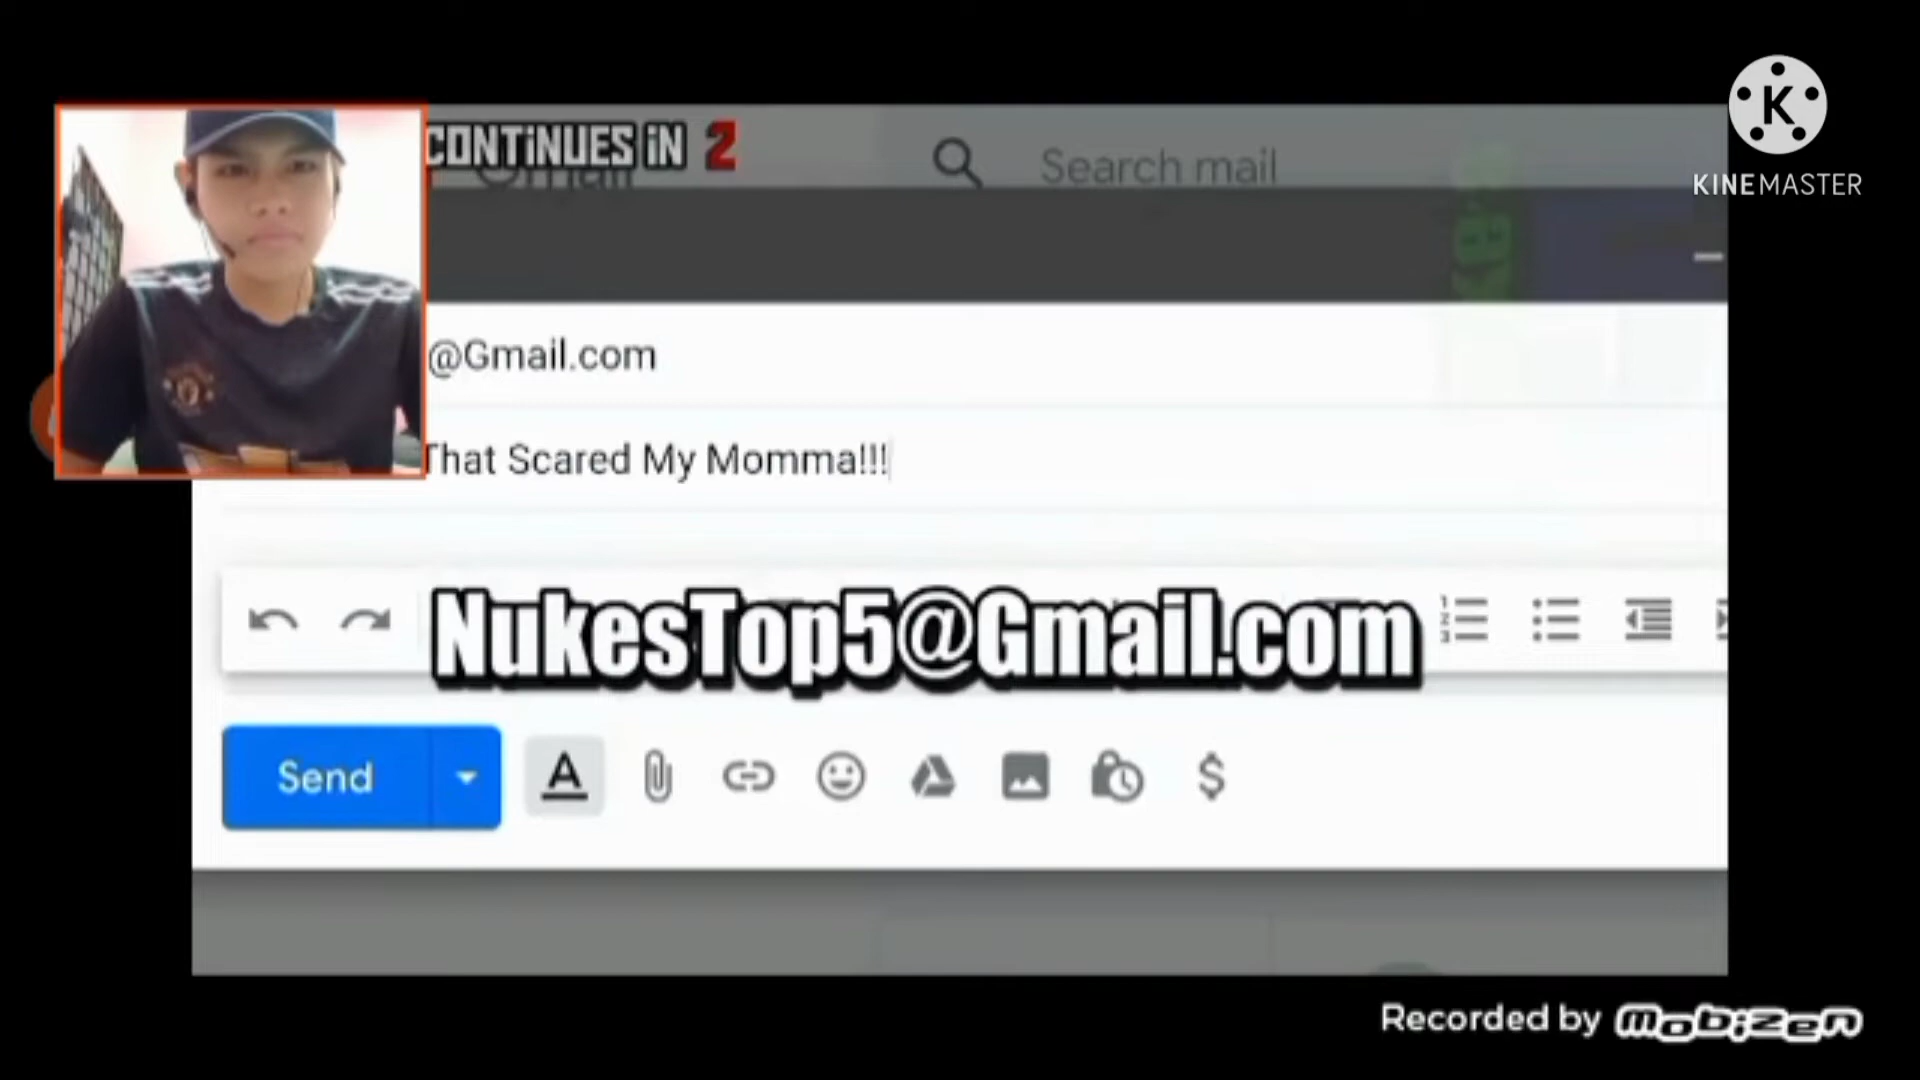 CONTINUES IN 2
Search mail
K
KINEMASTER
@Gmail.com
That Scared My Momma!!!
NukesTop5@Gmail.com
Send
Recorded by mobizen